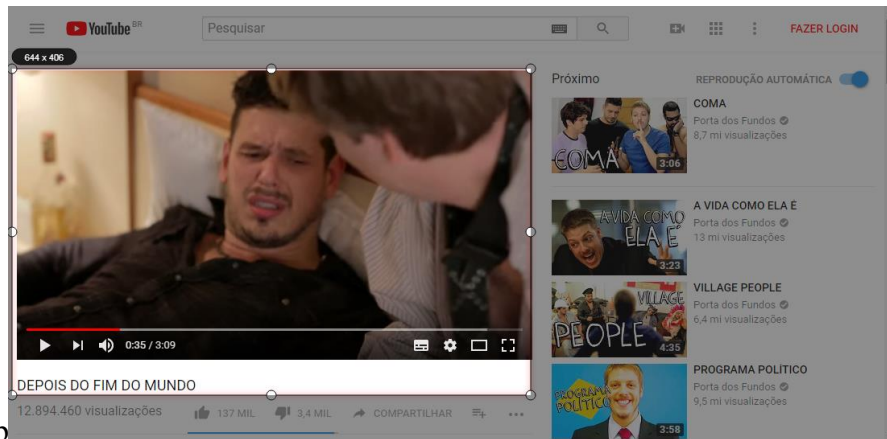 YouTube BR
Pesquisar
FAZER LOGIN
644 x 406
0:35 / 3:09
DEPOIS DO FIM DO MUNDO
12.894.460 visualizações
137 MIL
3,4 MIL
COMPARTILHAR
Próximo
REPRODUÇÃO AUTOMÁTICA
COMA
3:06
COMA
Porta dos Fundos
8,7 mi visualizações
A VIDA COMO
ELA É
3:23
A VIDA COMO ELA É
Porta dos Fundos
13 mi visualizações
VILLAGE
PEOPLE
4:35
VILLAGE PEOPLE
Porta dos Fundos
6,4 mi visualizações
PROGRAMA
POLÍTICO
3:58
PROGRAMA POLÍTICO
Porta dos Fundos
9,5 mi visualizações